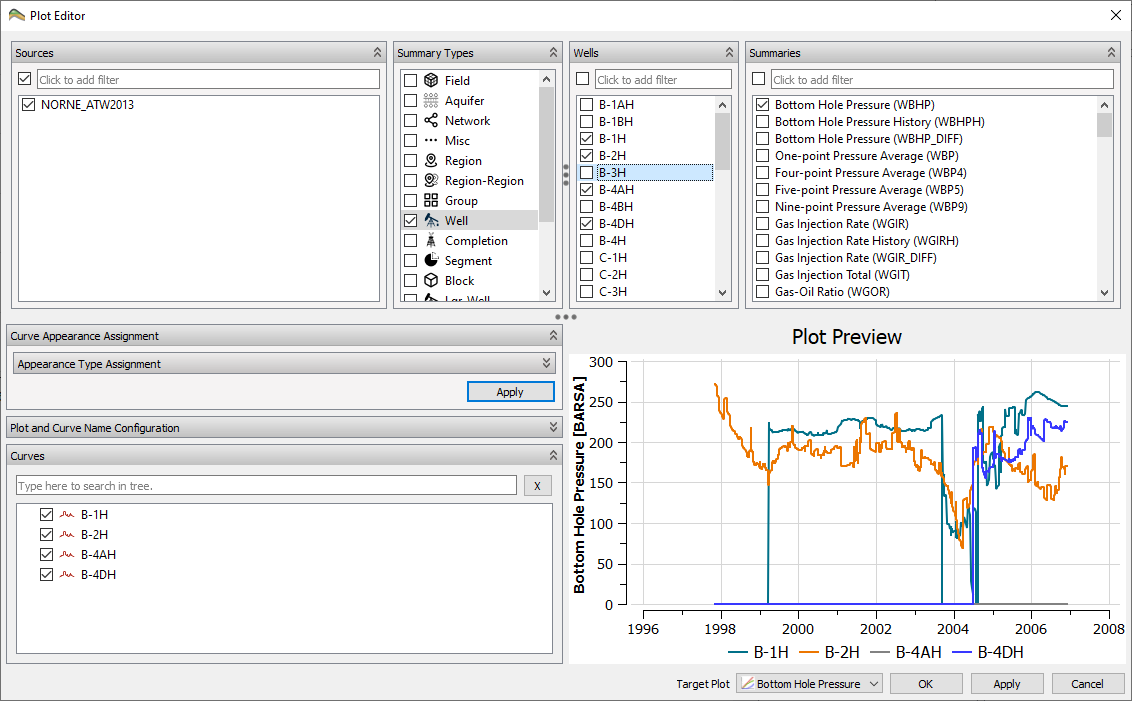 Plot Editor
Sources
Click to add filter
NORNE_ATW2013
Summary Types
Field
Aquifer
Network
Misc
Region
Region-Region
Group
Well
Completion
Segment
Block
Lgr-Well
Wells
Click to add filter
B-1AH
B-1BH
B-1H
B-2H
B-3H
B-4AH
B-4BH
B-4DH
B-4H
C-1H
C-2H
C-3H
Summaries
Click to add filter
Bottom Hole Pressure (WBHP)
Bottom Hole Pressure History (WBHPH)
Bottom Hole Pressure (WBHP_DIFF)
One-point Pressure Average (WBP)
Four-point Pressure Average (WBP4)
Five-point Pressure Average (WBP5)
Nine-point Pressure Average (WBP9)
Gas Injection Rate (WGIR)
Gas Injection Rate History (WGIRH)
Gas Injection Rate (WGIR_DIFF)
Gas Injection Total (WGIT)
Gas-Oil Ratio (WGOR)
Curve Appearance Assignment
Appearance Type Assignment
Apply
Plot and Curve Name Configuration
Curves
Type here to search in tree.
X
B-1H
B-2H
B-4AH
B-4DH
Plot Preview
Bottom Hole Pressure [BARSA]
300
250
200
150
100
50
0
1996 1998 2000 2002 2004 2006 2008
B-1H B-2H B-4AH B-4DH
Target Plot Bottom Hole Pressure OK Apply Cancel